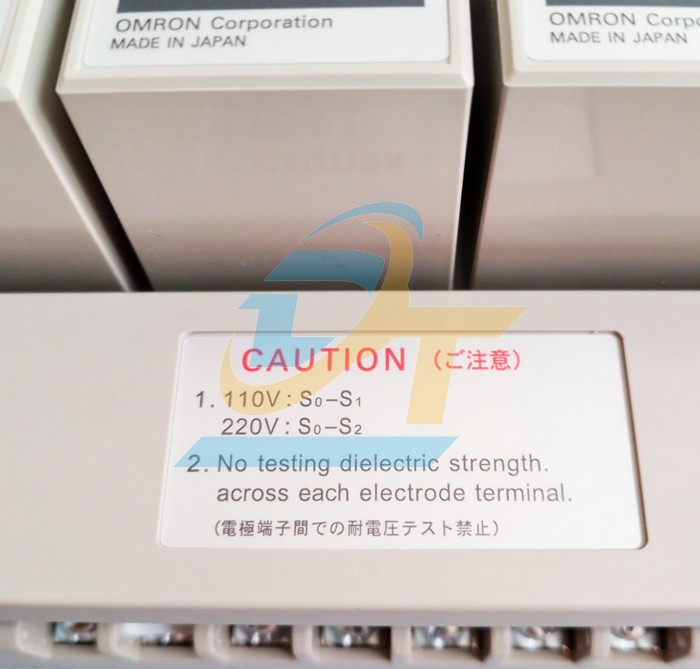 OMRON Corporation
MADE IN JAPAN
OMRON Corpo
MADE IN JAPAN
CAUTION (ご注意)
1. 110V : S0–S1
220V : S0–S2
2. No testing dielectric strength.
across each electrode terminal.
(電極端子間での耐電圧テスト禁止)
DT